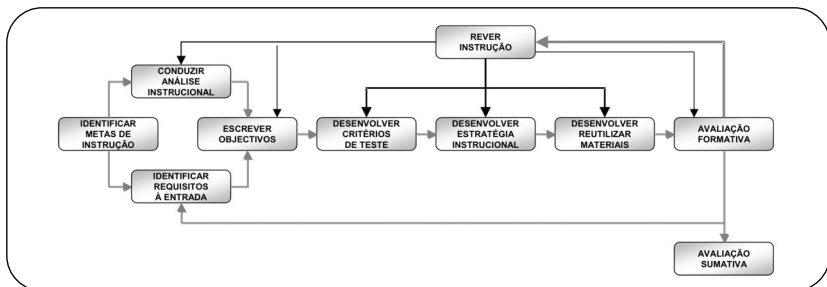 REVER
INSTRUÇÃO
CONDUZIR
ANÁLISE
INSTRUCIONAL
IDENTIFICAR
METAS DE
INSTRUÇÃO
ESCREVER
OBJECTIVOS
DESENVOLVER
CRITÉRIOS
DE TESTE
DESENVOLVER
ESTRATÉGIA
INSTRUCIONAL
DESENVOLVER
REUTILIZAR
MATERIAIS
AVALIAÇÃO
FORMATIVA
IDENTIFICAR
REQUISITOS
À ENTRADA
AVALIAÇÃO
SUMATIVA